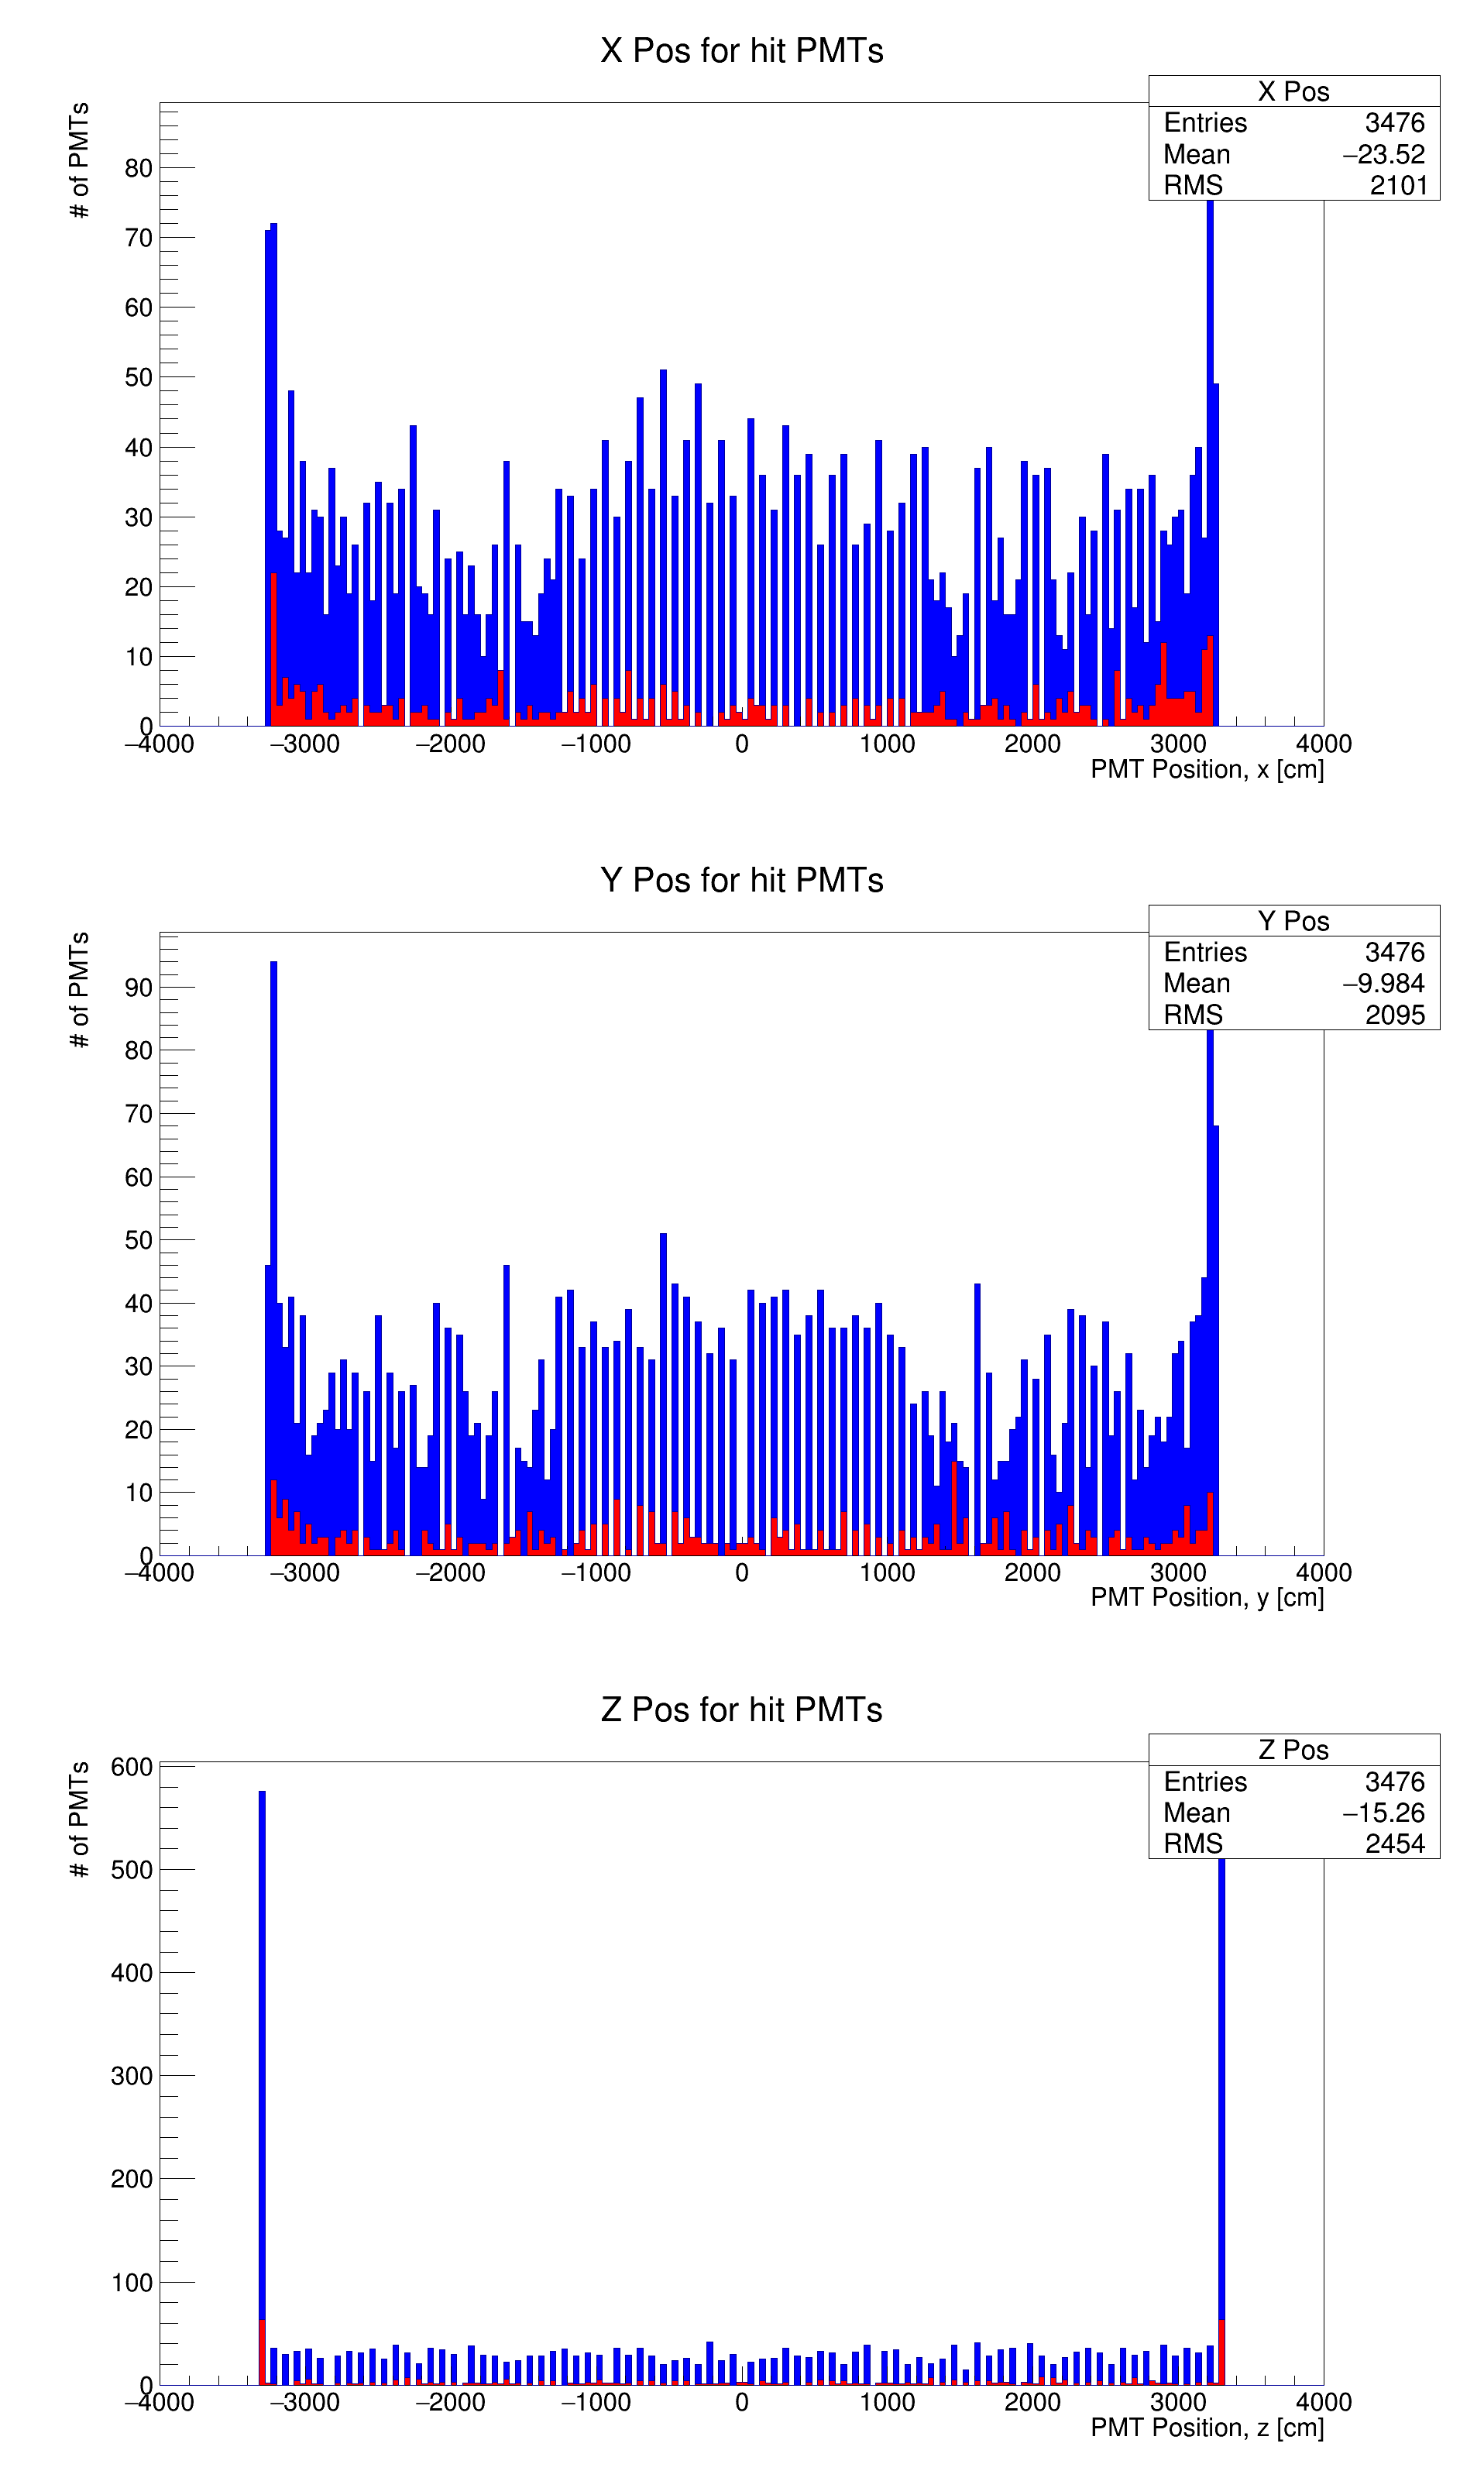 X Pos for hit PMTs
# of PMTs
X Pos
Entries 3476
Mean −23.52
RMS 2101
80
70
60
50
40
30
20
10
0
−4000 −3000 −2000 −1000 0 1000 2000 3000 4000
PMT Position, x [cm]
Y Pos for hit PMTs
# of PMTs
Y Pos
Entries 3476
Mean −9.984
RMS 2095
90
80
70
60
50
40
30
20
10
0
−4000 −3000 −2000 −1000 0 1000 2000 3000 4000
PMT Position, y [cm]
Z Pos for hit PMTs
# of PMTs
Z Pos
Entries 3476
Mean −15.26
RMS 2454
600
500
400
300
200
100
0
−4000 −3000 −2000 −1000 0 1000 2000 3000 4000
PMT Position, z [cm]